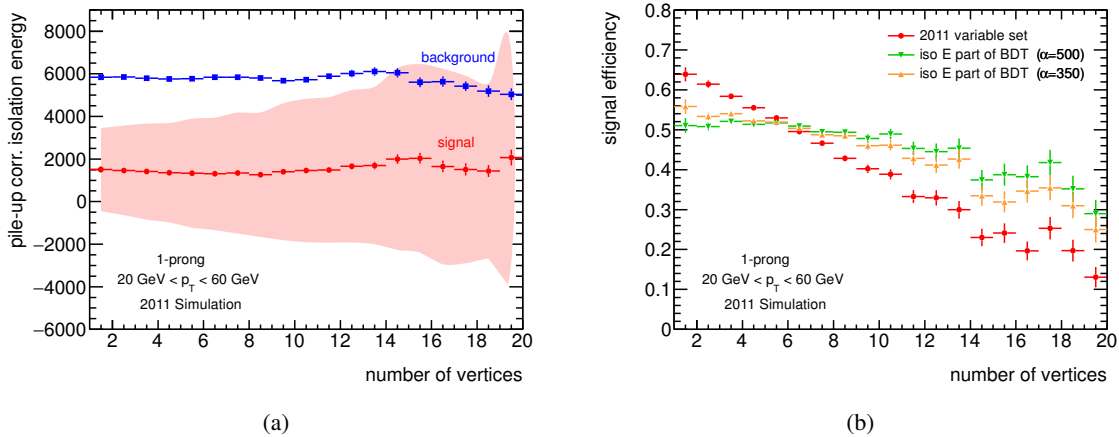 pile-up corr. isolation energy
8000
6000
4000
2000
0
−2000
−4000
−6000
background
signal
1-prong
20 GeV < pT < 60 GeV
2011 Simulation
2 4 6 8 10 12 14 16 18 20
number of vertices
(a)
signal efficiency
0.8
0.7
0.6
0.5
0.4
0.3
0.2
0.1
0
2011 variable set
iso E part of BDT (α=500)
iso E part of BDT (α=350)
1-prong
20 GeV < pT < 60 GeV
2011 Simulation
2 4 6 8 10 12 14 16 18 20
number of vertices
(b)